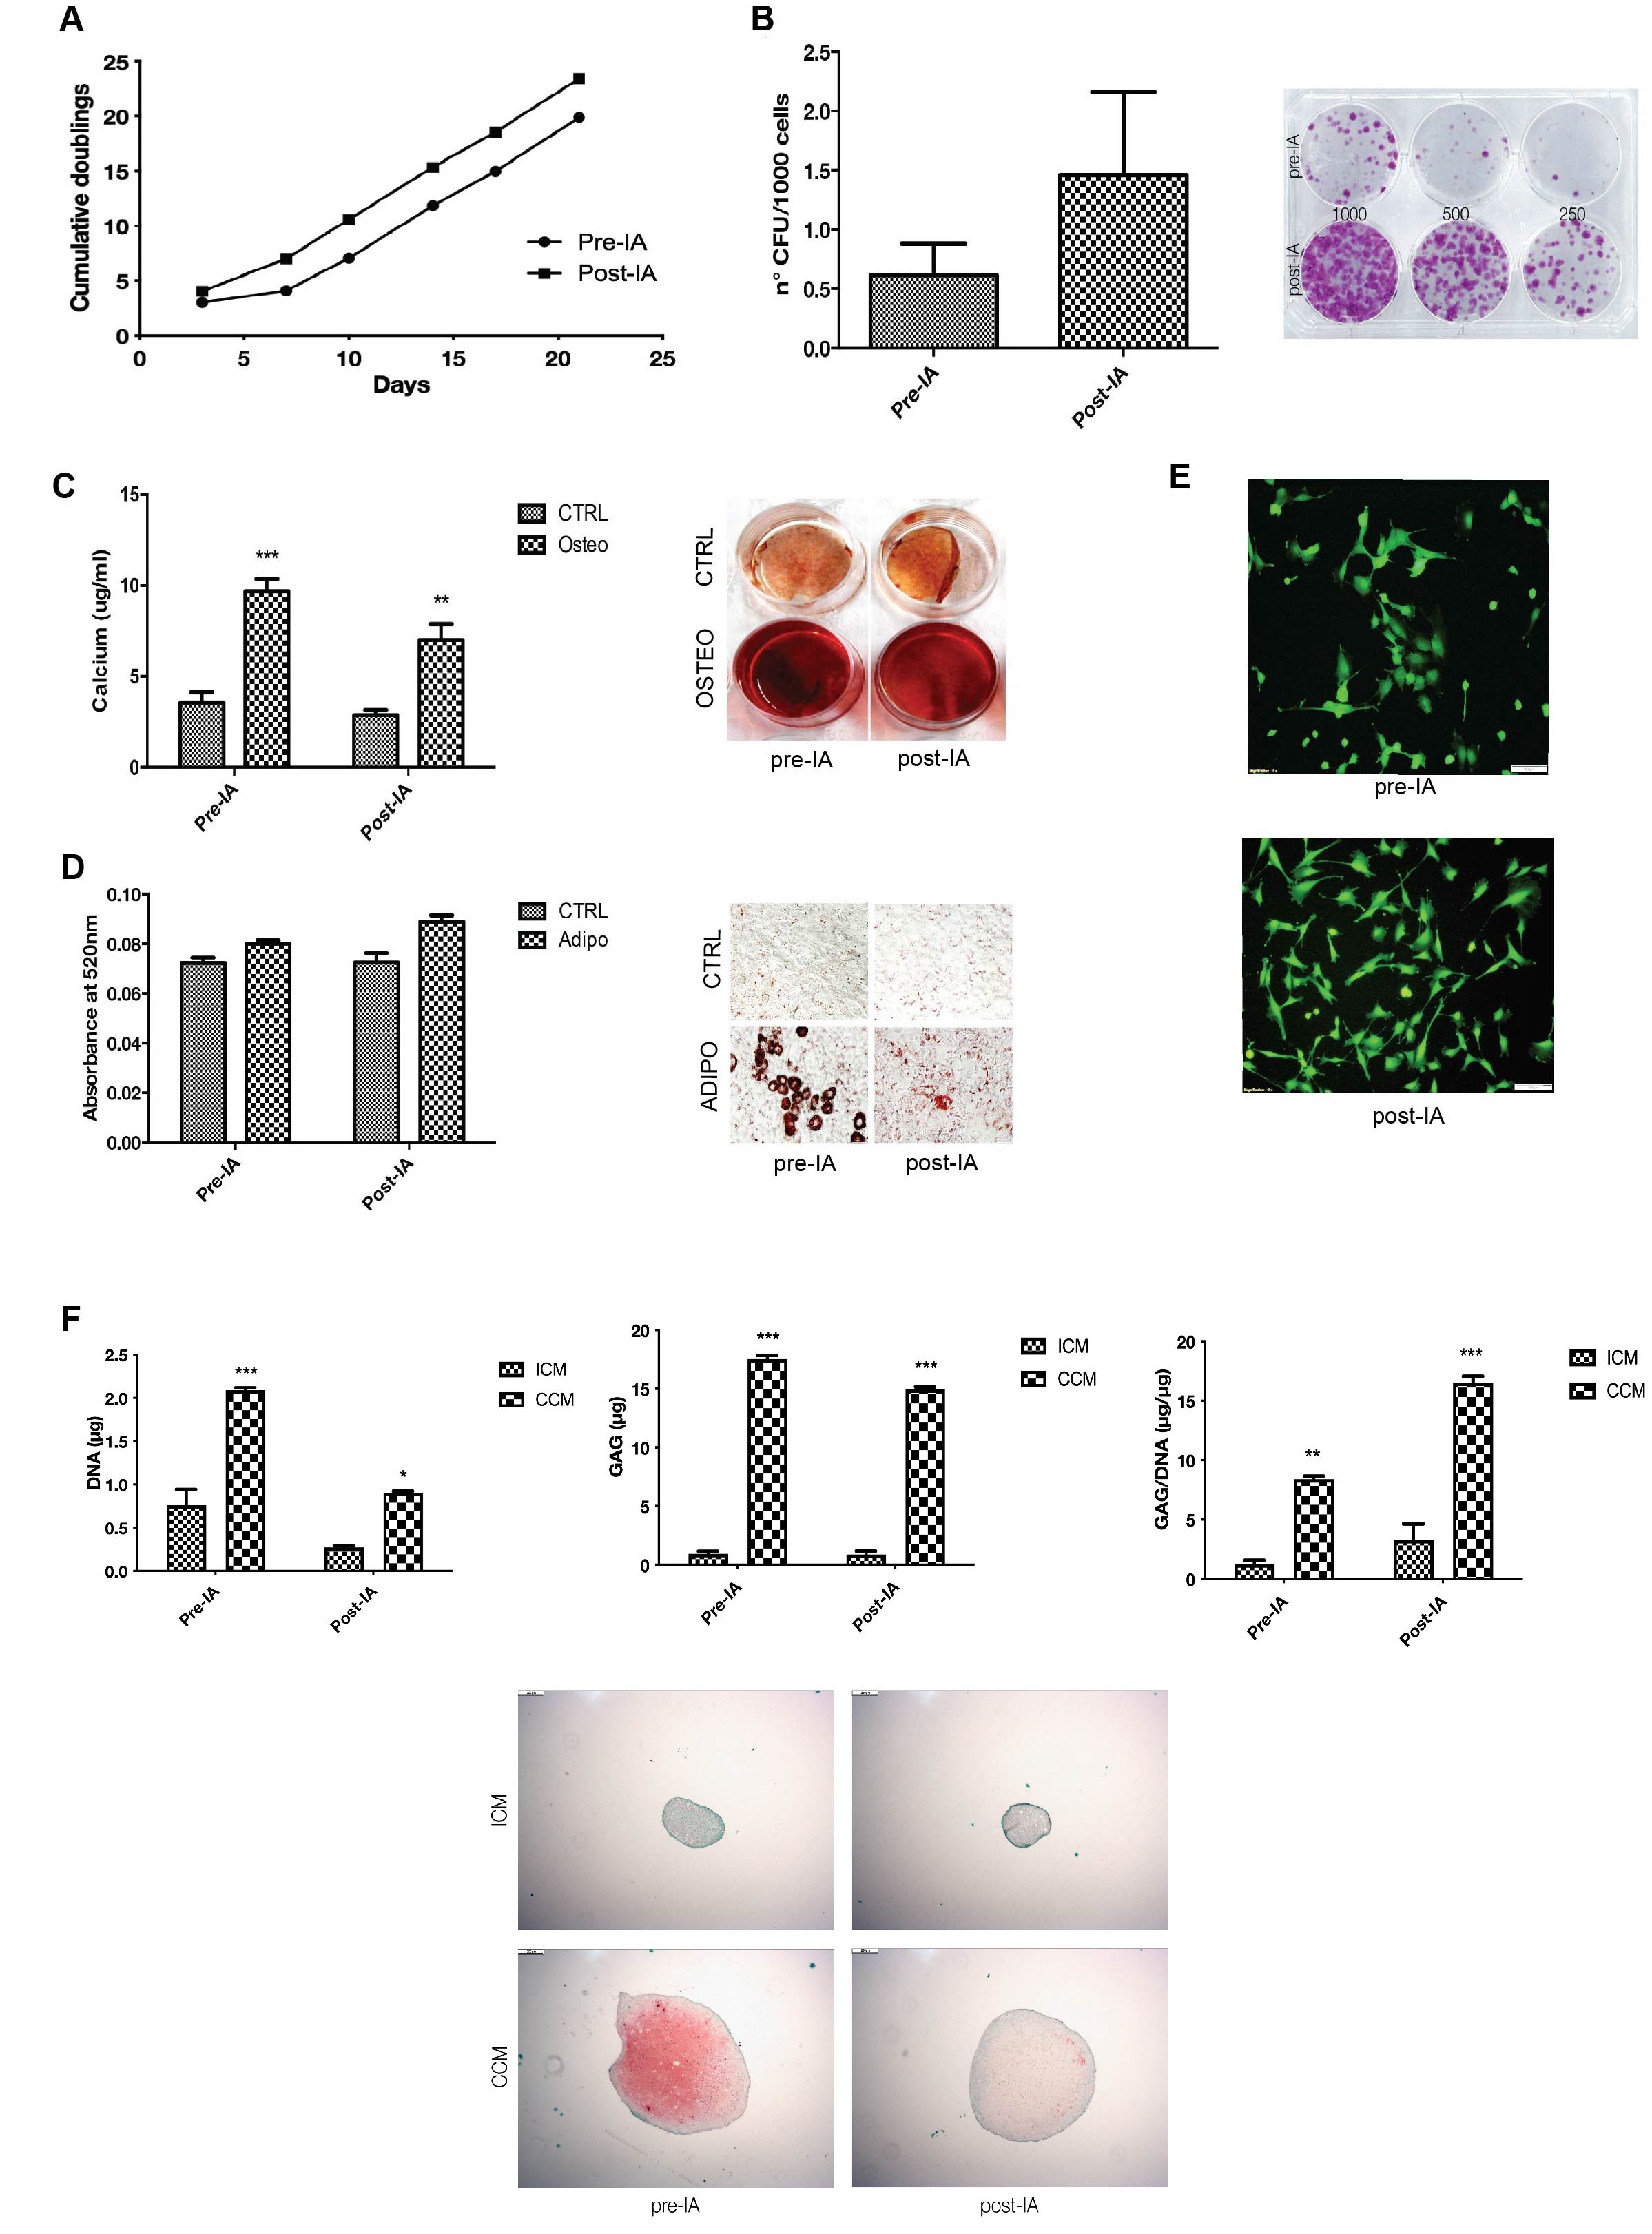 A
Cumulative doublings
25
20
15
10
5
0
0 5 10 15 20 25
Days
Pre-IA
Post-IA
B
n° CFU/1000 cells
2.5
2.0
1.5
1.0
0.5
0.0
Pre-IA
Post-IA
pre-IA
1000 500 250
post-IA
C
Calcium (ug/ml)
15
10
5
0
***
**
Pre-IA
Post-IA
CTRL
Osteo
CTRL
OSTEO
pre-IA
post-IA
E
pre-IA
post-IA
D
Absorbance at 520nm
0.10
0.08
0.06
0.04
0.02
0.00
Pre-IA
Post-IA
CTRL
Adipo
CTRL
ADIPO
pre-IA
post-IA
F
DNA (µg)
2.5
2.0
1.5
1.0
0.5
0.0
***
*
Pre-IA
Post-IA
ICM
CCM
GAG (µg)
20
15
10
5
0
***
***
Pre-IA
Post-IA
ICM
CCM
GAG/DNA (µg/µg)
20
15
10
5
0
**
***
Pre-IA
Post-IA
ICM
CCM
ICM
CCM
pre-IA
post-IA